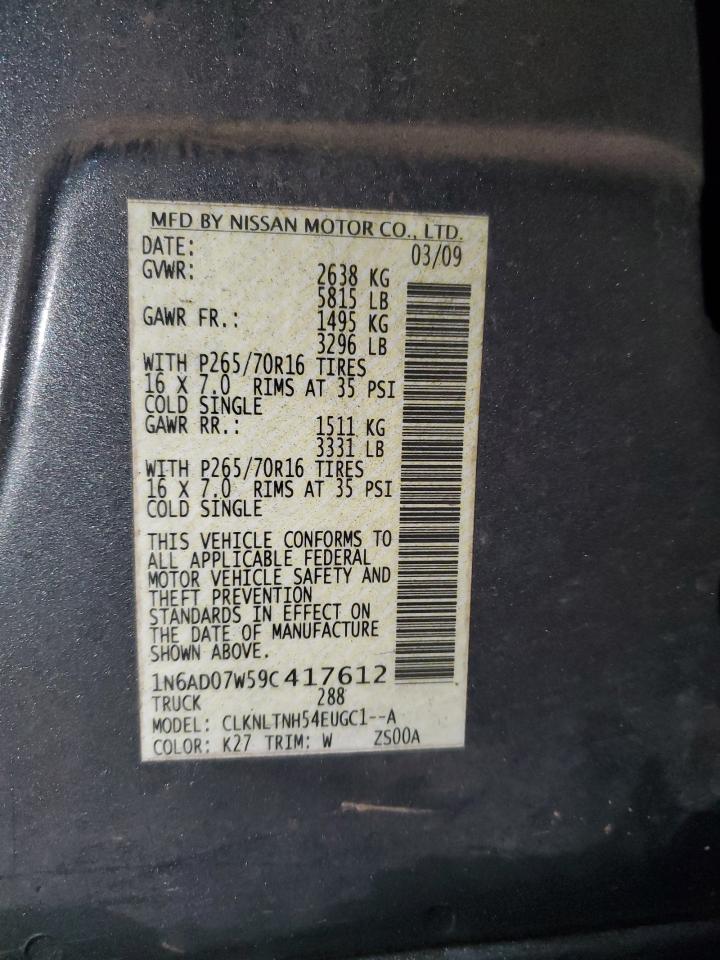 MFD BY NISSAN MOTOR CO., LTD.
DATE: 03/09
GVWR: 2638 KG
5815 LB
GAWR FR.: 1495 KG
3296 LB
WITH P265/70R16 TIRES
16 X 7.0 RIMS AT 35 PSI
COLD SINGLE
GAWR RR.: 1511 KG
3331 LB
WITH P265/70R16 TIRES
16 X 7.0 RIMS AT 35 PSI
COLD SINGLE
THIS VEHICLE CONFORMS TO
ALL APPLICABLE FEDERAL
MOTOR VEHICLE SAFETY AND
THEFT PREVENTION
STANDARDS IN EFFECT ON
THE DATE OF MANUFACTURE
SHOWN ABOVE.
1N6AD07W59C417612
TRUCK 288
MODEL: CLKNLTNH54EUGC1--A
COLOR: K27 TRIM: W ZS00A